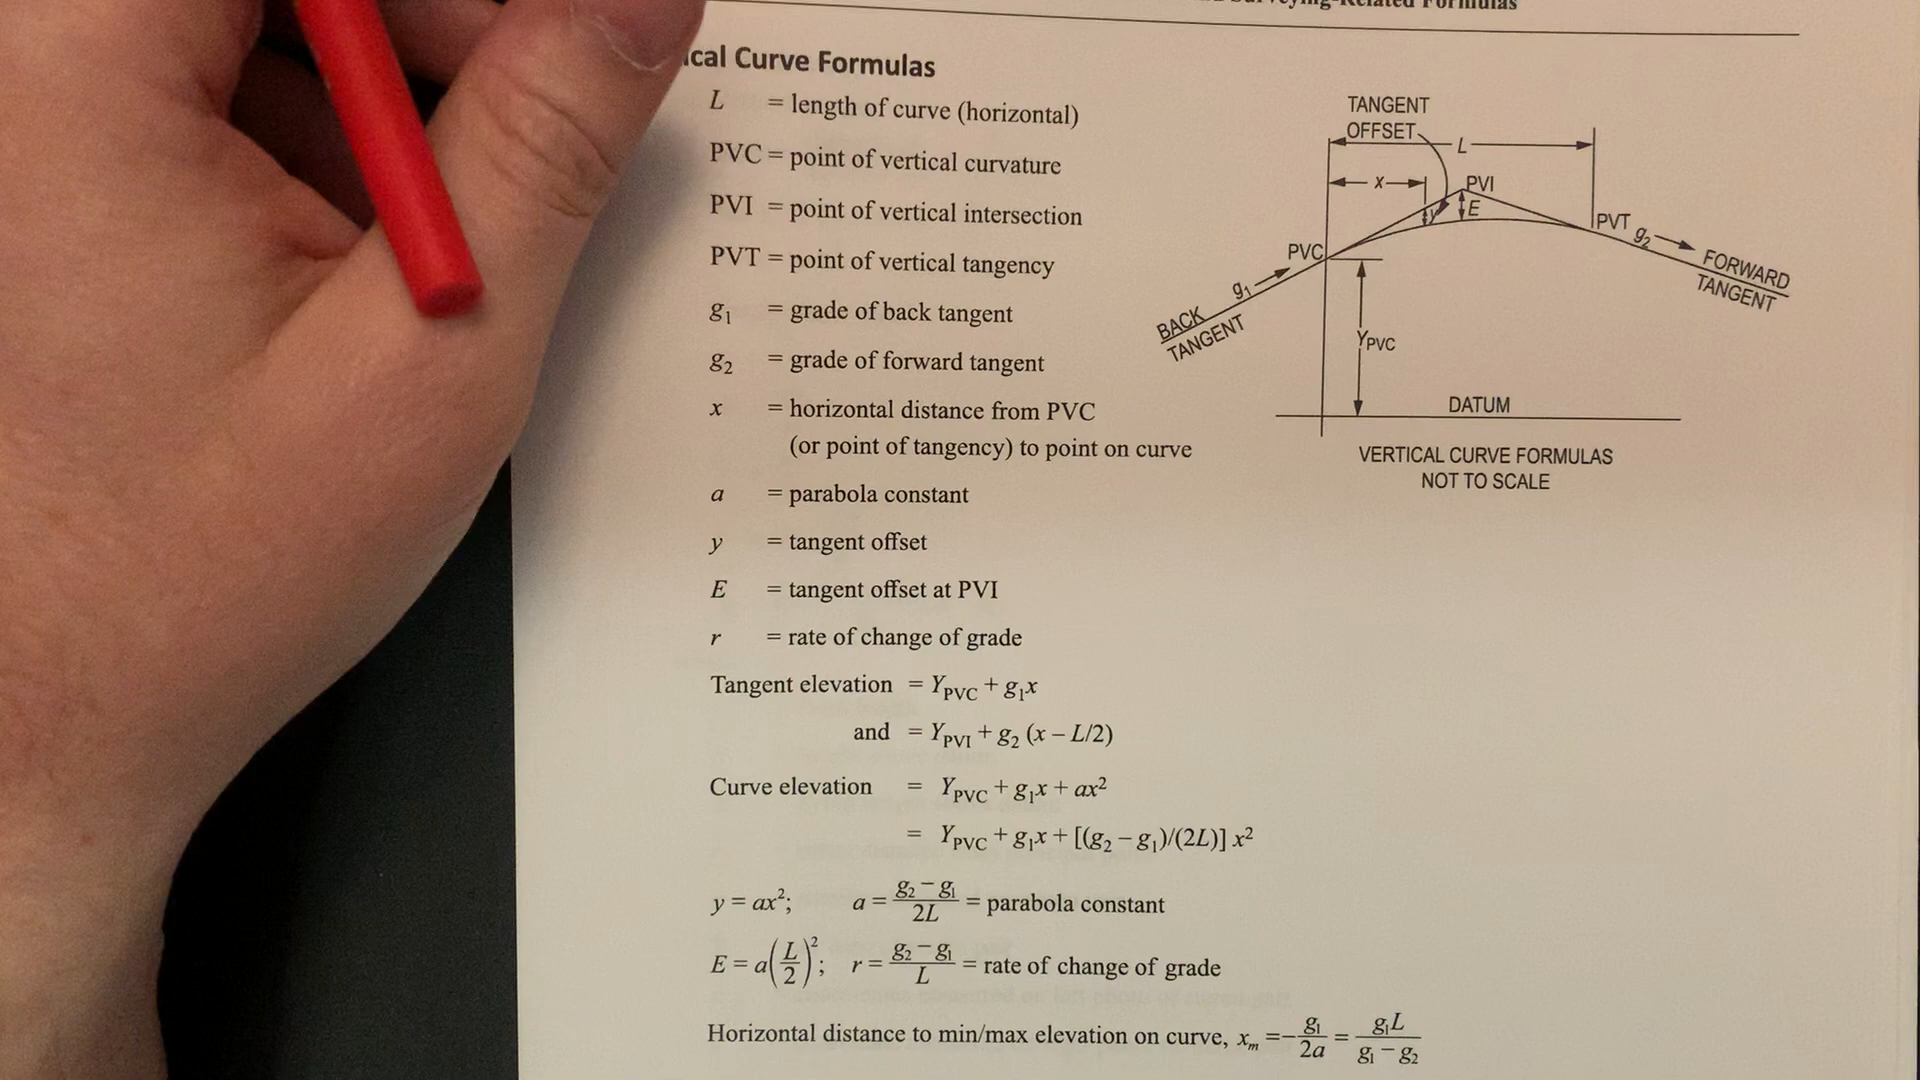 Formulas
Curve Formulas
L = length of curve (horizontal)
PVC = point of vertical curvature
PVI = point of vertical intersection
PVT = point of vertical tangency
g₁ = grade of back tangent
g₂ = grade of forward tangent
x = horizontal distance from PVC
(or point of tangency) to point on curve
a = parabola constant
y = tangent offset
E = tangent offset at PVI
r = rate of change of grade
Tangent elevation = Y_PVC + g₁x
and = Y_PVI + g₂ (x – L/2)
Curve elevation = Y_PVC + g₁x + ax²
= Y_PVC + g₁x + [(g₂ – g₁)/(2L)] x²
y = ax²; a = (g₂ – g₁)/2L = parabola constant
E = a(L/2)²; r = (g₂ – g₁)/L = rate of change of grade
Horizontal distance to min/max elevation on curve, xₘ = –g₁/2a = g₁L/(g₁ – g₂)
TANGENT
OFFSET
L
x
PVI
y
E
PVT
g₂
FORWARD
TANGENT
PVC
g₁
BACK
TANGENT
Y_PVC
DATUM
VERTICAL CURVE FORMULAS
NOT TO SCALE